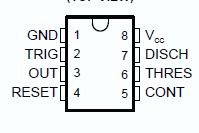 GND 1 8 Vcc
TRIG 2 7 DISCH
OUT 3 6 THRES
RESET 4 5 CONT